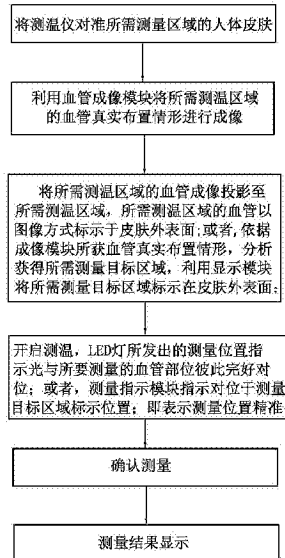 将测温仪对准所需测量区域的人体皮肤
利用血管成像模块将所需测温区域
的血管真实布置情形进行成像
将所需测温区域的血管成像投影至
所需测温区域，所需测温区域的血管以
图像方式标示于皮肤外表面；或者，依据
成像模块所获血管真实布置情形，分析
获得所需测量目标区域，利用显示模块
将所需测量目标区域标示在皮肤外表面；
开启测温，LED灯所发出的测量位置指
示光与所要测量的血管部位彼此完好对
位；或者，测量指示模块指示对位于测量
目标区域标示位置；即表示测量位置精准
确认测量
测量结果显示